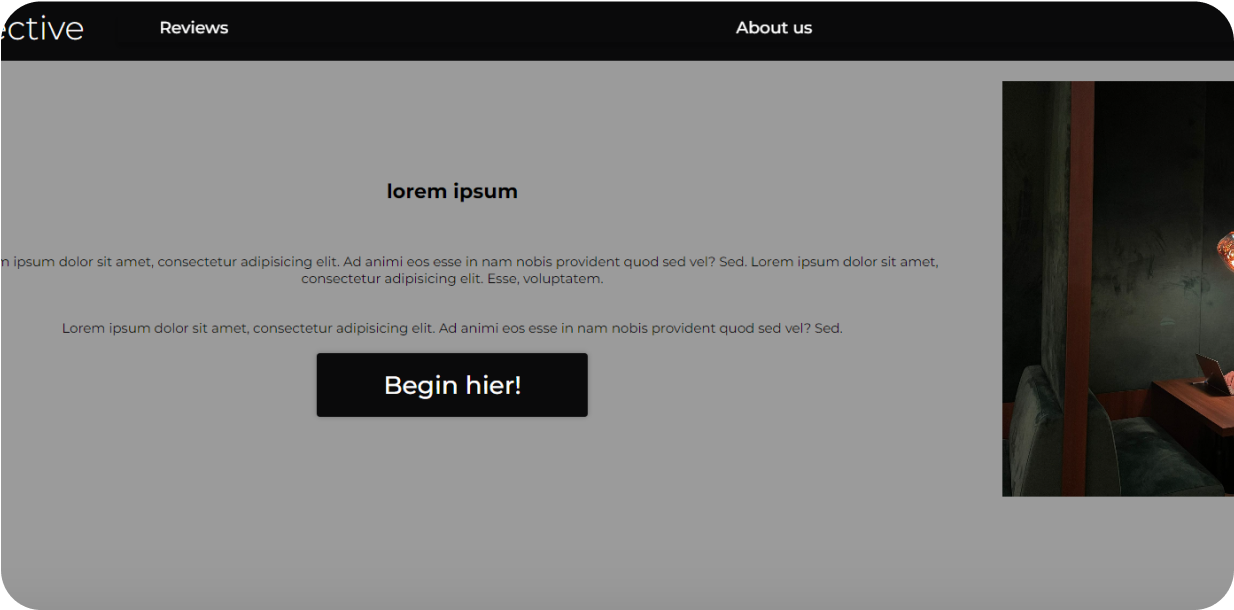 ective Reviews About us
lorem ipsum
m ipsum dolor sit amet, consectetur adipisicing elit. Ad animi eos esse in nam nobis provident quod sed vel? Sed. Lorem ipsum dolor sit amet,
consectetur adipisicing elit. Esse, voluptatem.
Lorem ipsum dolor sit amet, consectetur adipisicing elit. Ad animi eos esse in nam nobis provident quod sed vel? Sed.
Begin hier!